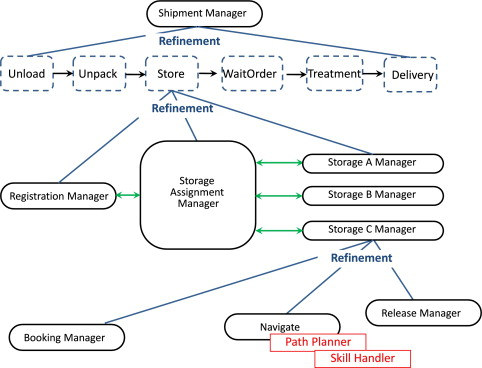 Shipment Manager
Refinement
Unload
Unpack
Store
WaitOrder
Treatment
Delivery
Refinement
Registration Manager
Storage
Assignment
Manager
Storage A Manager
Storage B Manager
Storage C Manager
Refinement
Booking Manager
Navigate
Release Manager
Path Planner
Skill Handler